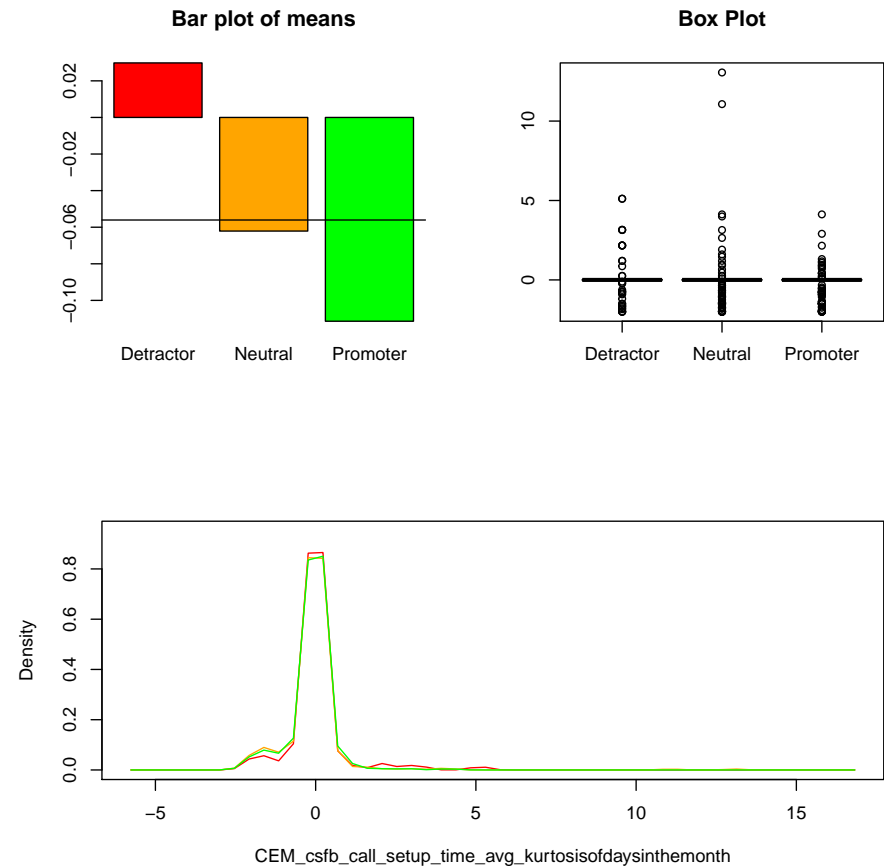 Bar plot of means
0.02
−0.02
−0.06
−0.10
Detractor Neutral Promoter
Box Plot
10
5
0
Detractor Neutral Promoter
Density
0.8
0.6
0.4
0.2
0.0
−5 0 5 10 15
CEM_csfb_call_setup_time_avg_kurtosisofdaysinthemonth